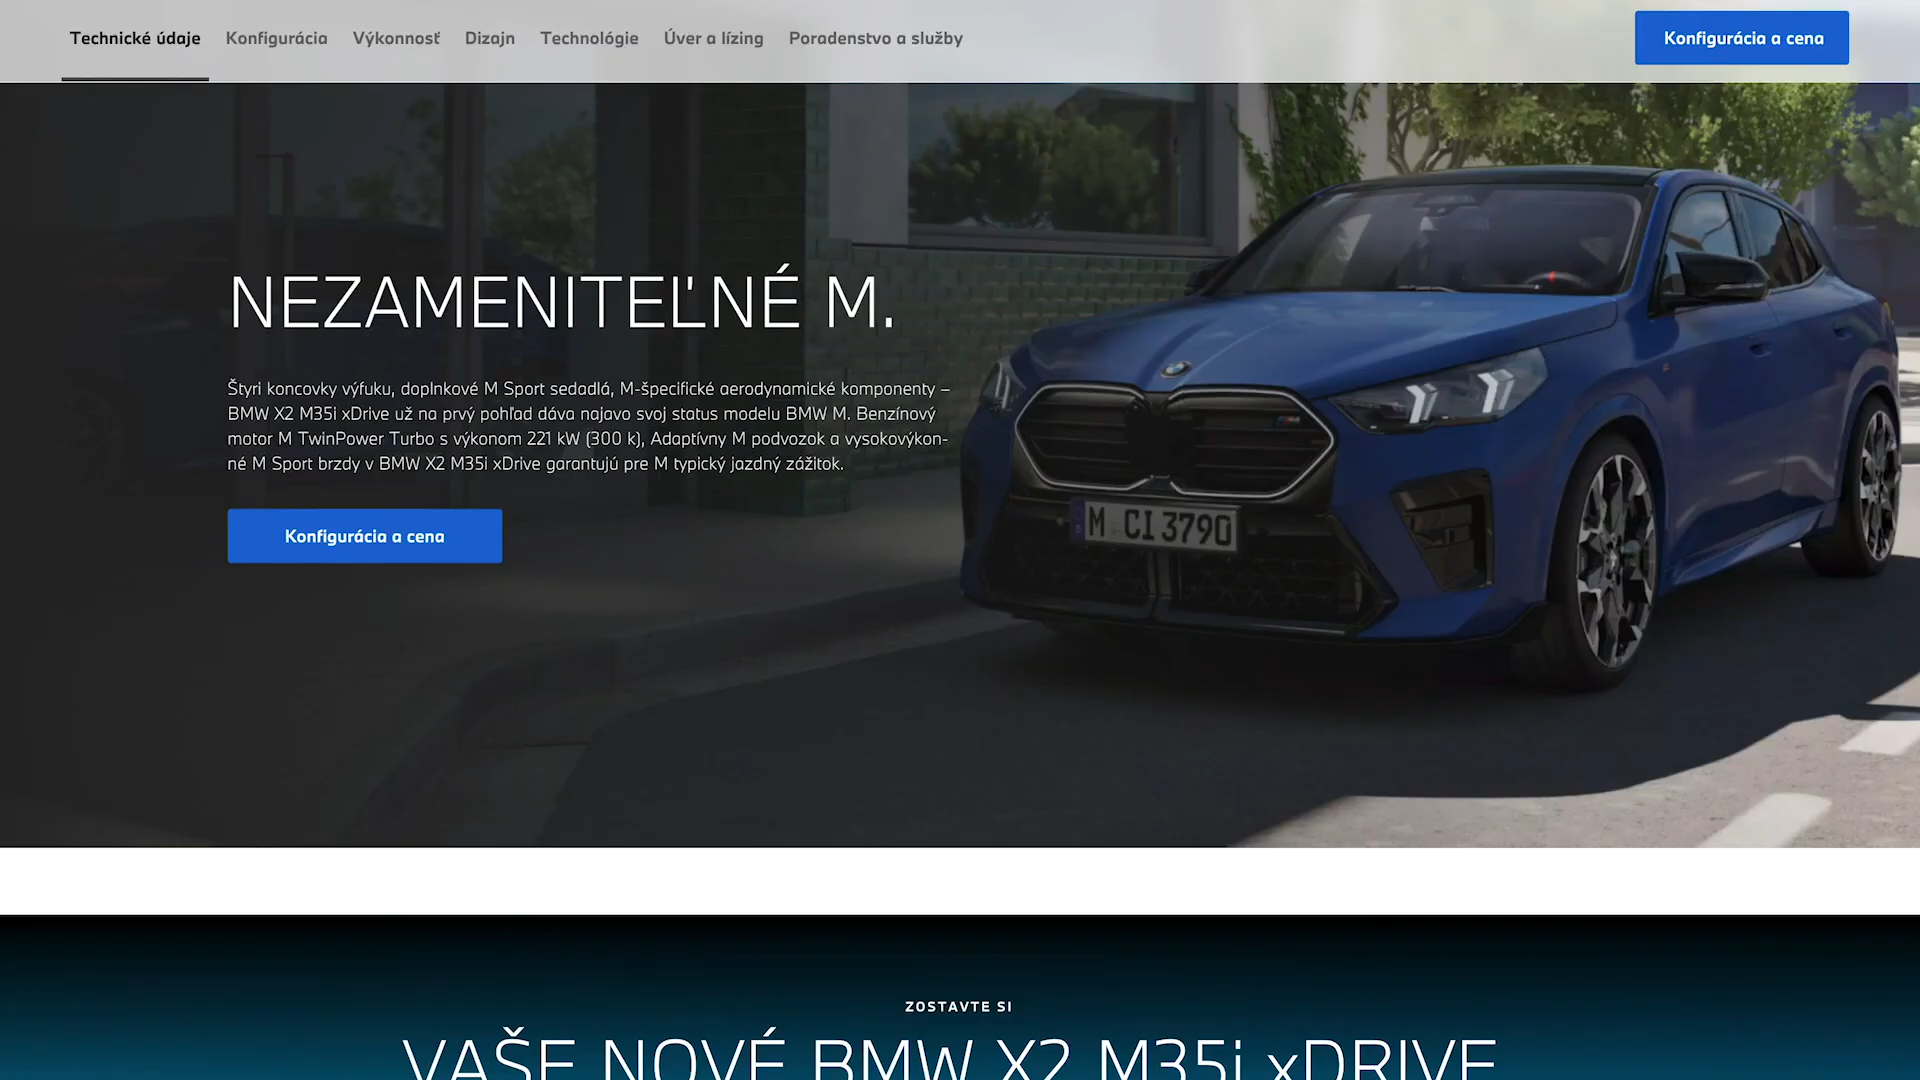 Technické údaje
Konfigurácia
Výkonnosť
Dizajn
Technológie
Úver a lízing
Poradenstvo a služby
Konfigurácia a cena
NEZAMENITEĽNÉ M.
Štyri koncovky výfuku, doplnkové M Sport sedadlá, M-špecifické aerodynamické komponenty –
BMW X2 M35i xDrive už na prvý pohľad dáva najavo svoj status modelu BMW M. Benzínový
motor M TwinPower Turbo s výkonom 221 kW (300 k), Adaptívny M podvozok a vysokovýkon-
né M Sport brzdy v BMW X2 M35i xDrive garantujú pre M typický jazdný zážitok.
Konfigurácia a cena
M CI 3790
ZOSTAVTE SI
VAŠE NOVÉ BMW X2 M35i xDRIVE